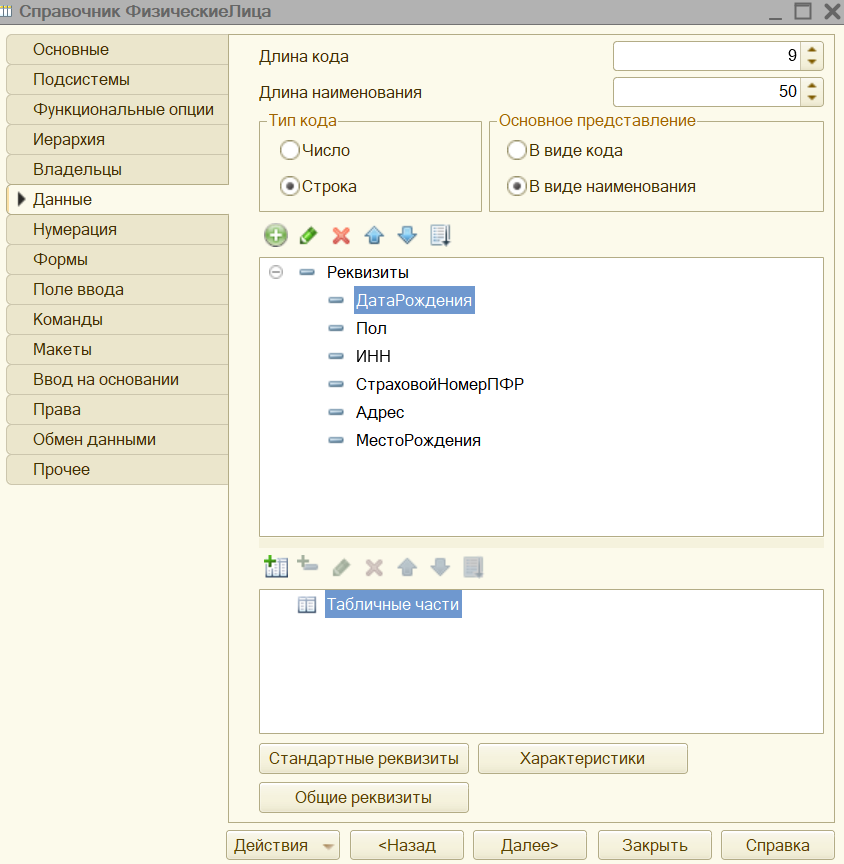 Справочник ФизическиеЛица
Основные
Подсистемы
Функциональные опции
Иерархия
Владельцы
Данные
Нумерация
Формы
Поле ввода
Команды
Макеты
Ввод на основании
Права
Обмен данными
Прочее
Длина кода 9
Длина наименования 50
Тип кода
Число
Строка
Основное представление
В виде кода
В виде наименования
Реквизиты
ДатаРождения
Пол
ИНН
СтраховойНомерПФР
Адрес
МестоРождения
Табличные части
Стандартные реквизиты Характеристики
Общие реквизиты
Действия <Назад Далее> Закрыть Справка